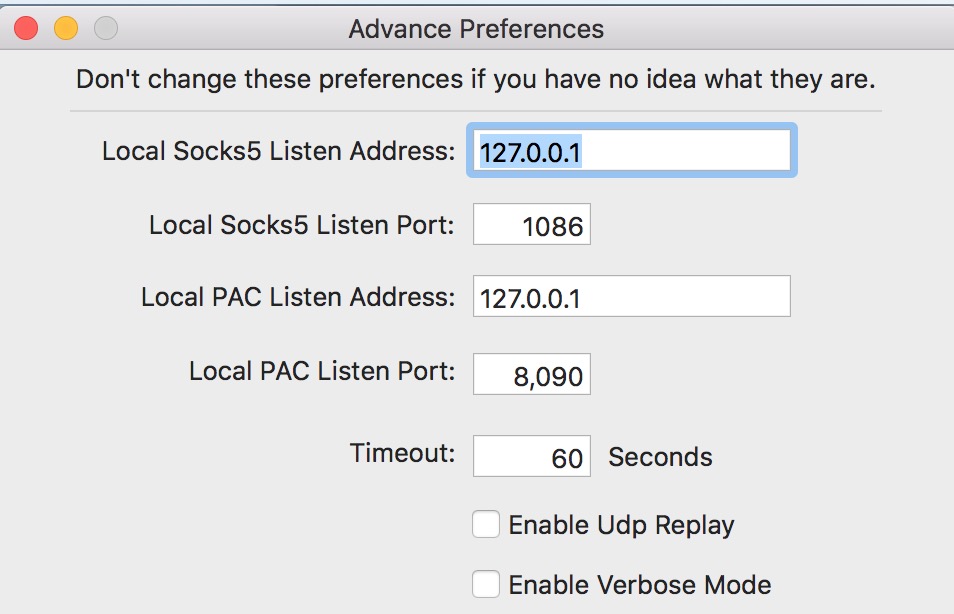 Advance Preferences
Don't change these preferences if you have no idea what they are.
Local Socks5 Listen Address: 127.0.0.1
Local Socks5 Listen Port: 1086
Local PAC Listen Address: 127.0.0.1
Local PAC Listen Port: 8,090
Timeout: 60 Seconds
Enable Udp Replay
Enable Verbose Mode